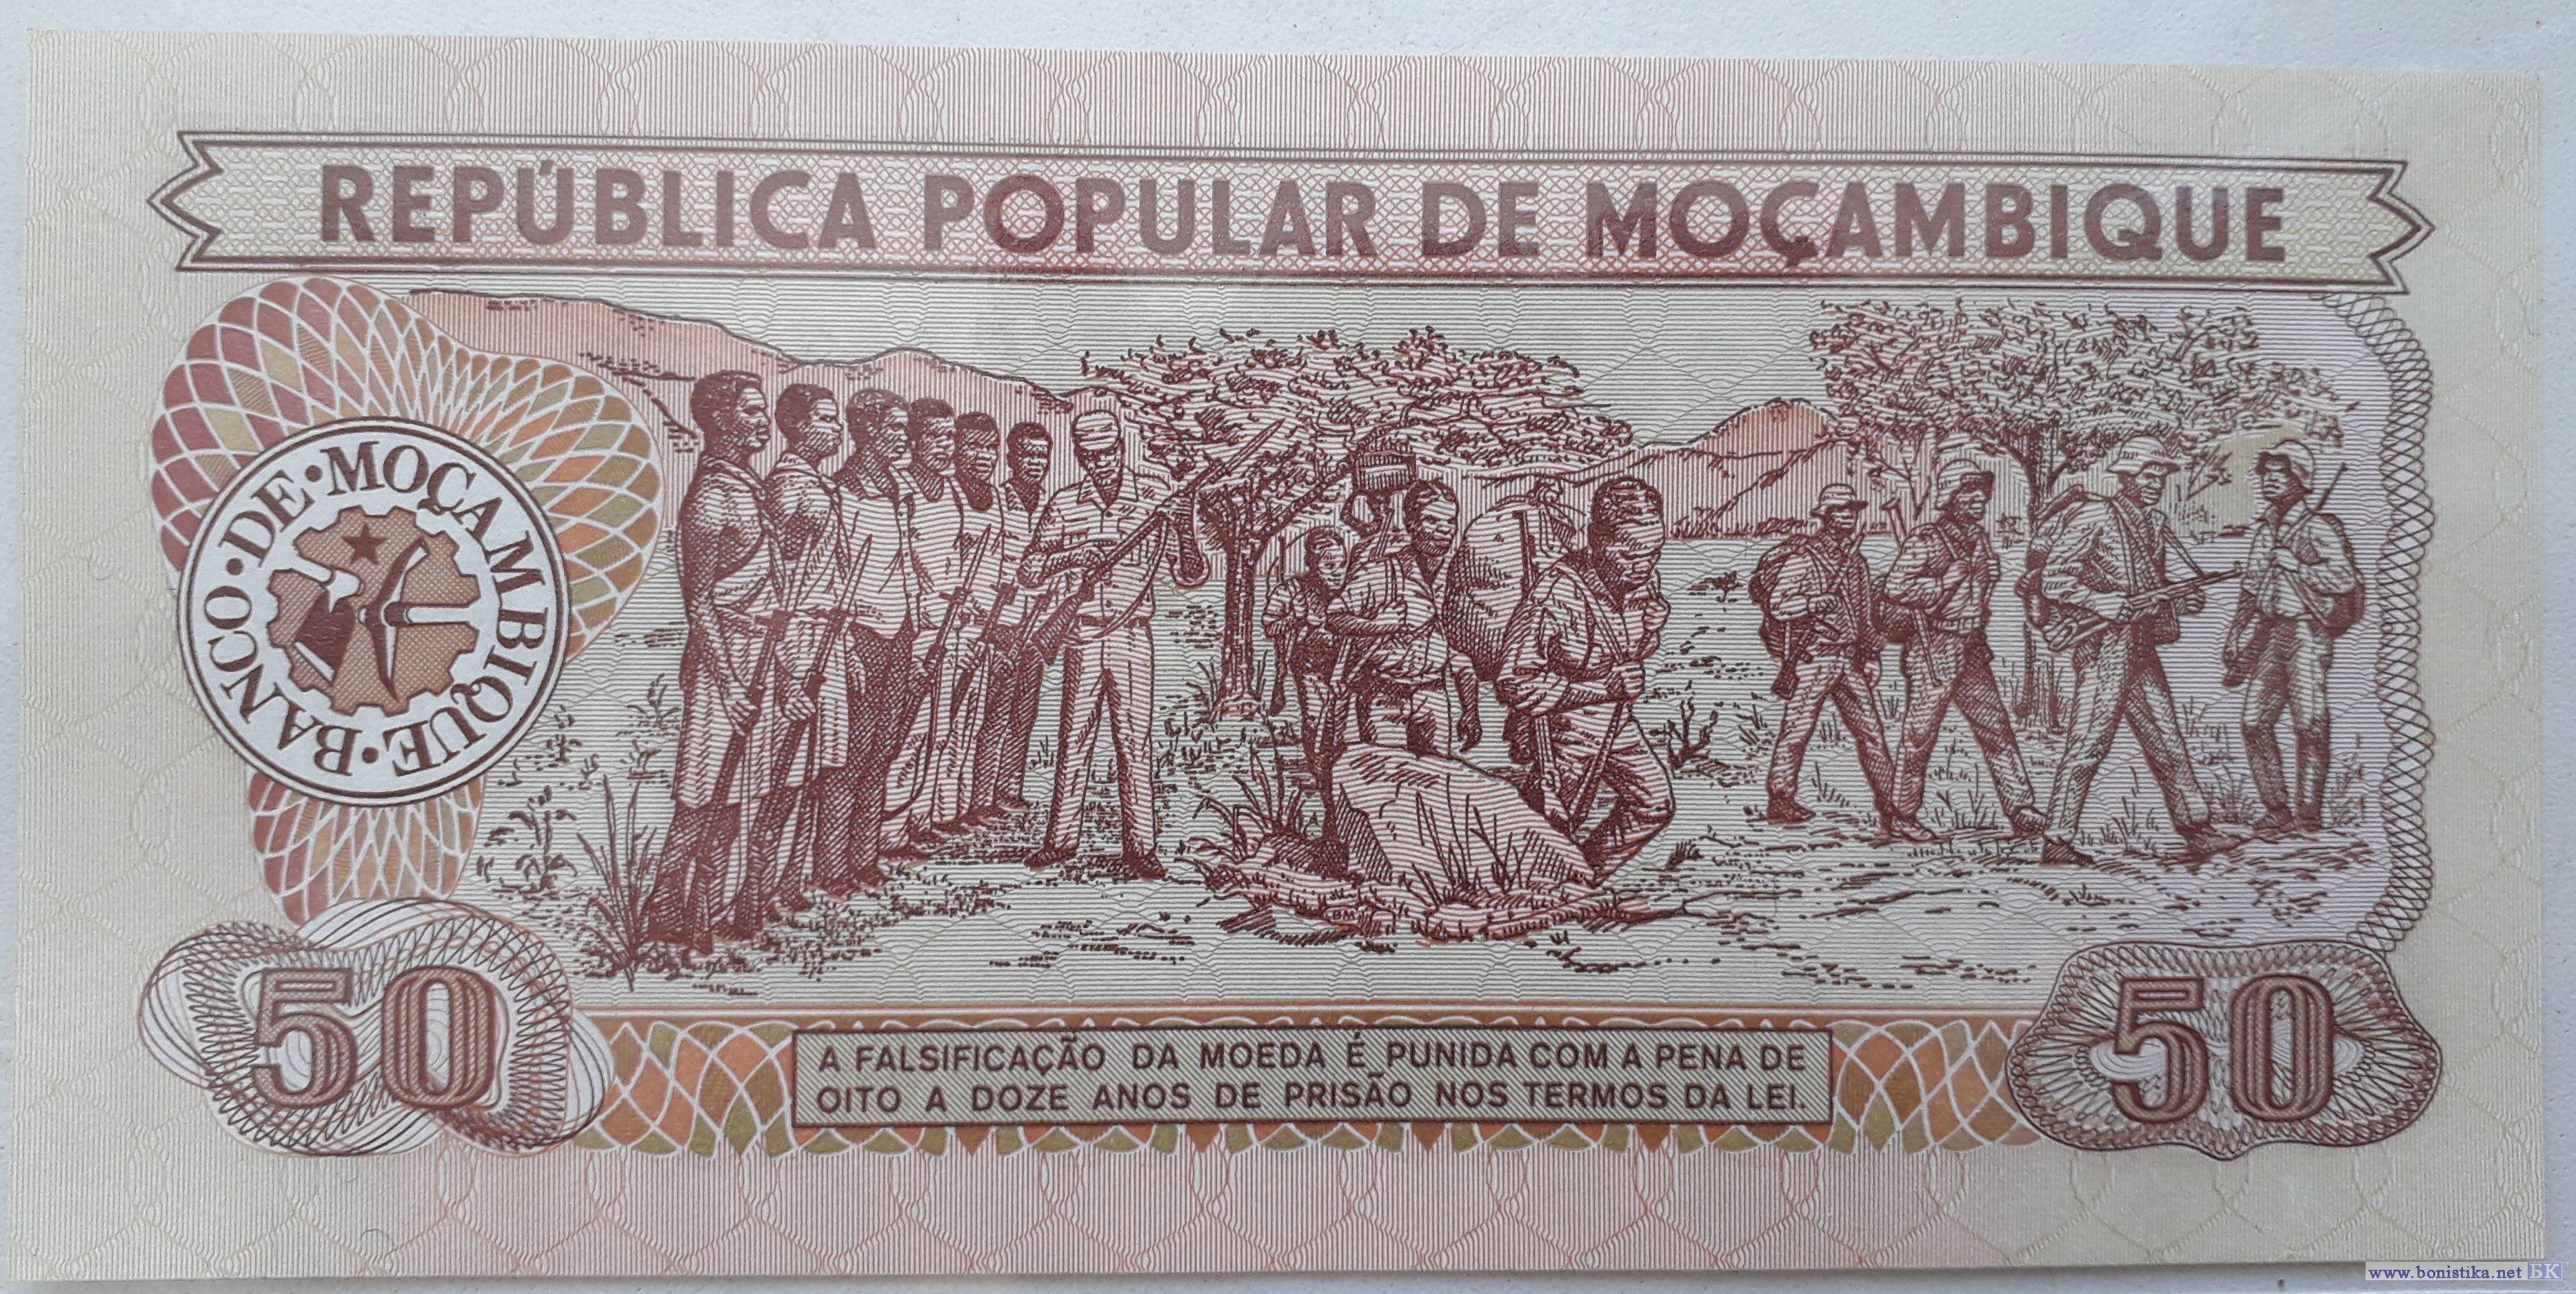 REPÚBLICA POPULAR DE MOÇAMBIQUE
BANCO·DE·MOÇAMBIQUE·
BM
50
50
A FALSIFICAÇÃO DA MOEDA É PUNIDA COM A PENA DE
OITO A DOZE ANOS DE PRISÃO NOS TERMOS DA LEI.
www.bonistika.net БК